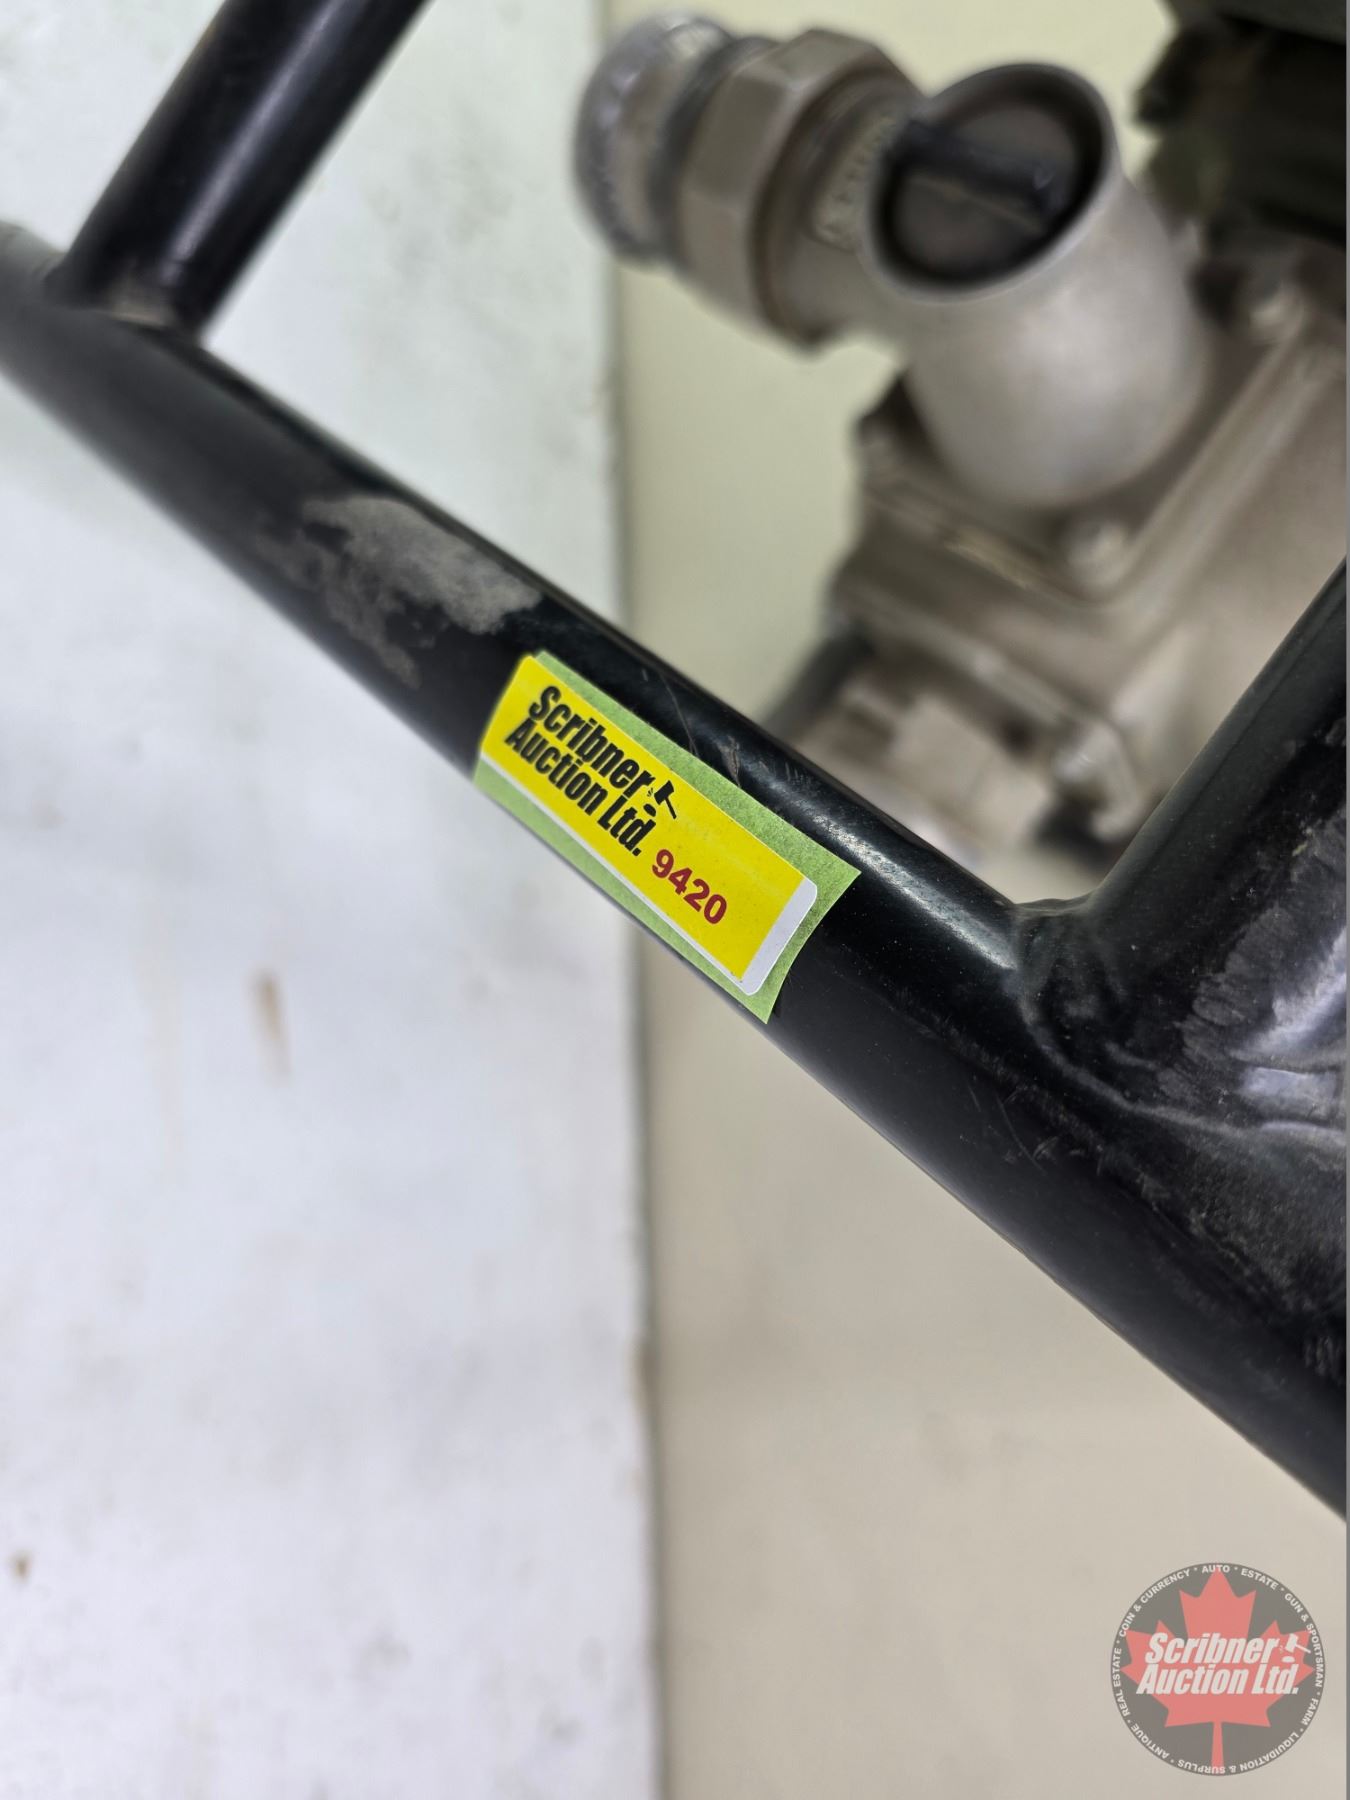 Scribner
Auction Ltd.
9420
COIN & CURRENCY • AUTO • ESTATE • GUN & SPORTSMAN • FARM • LIQUIDATION & SURPLUS • ANTIQUE • REAL ESTATE •
Scribner
Auction Ltd.